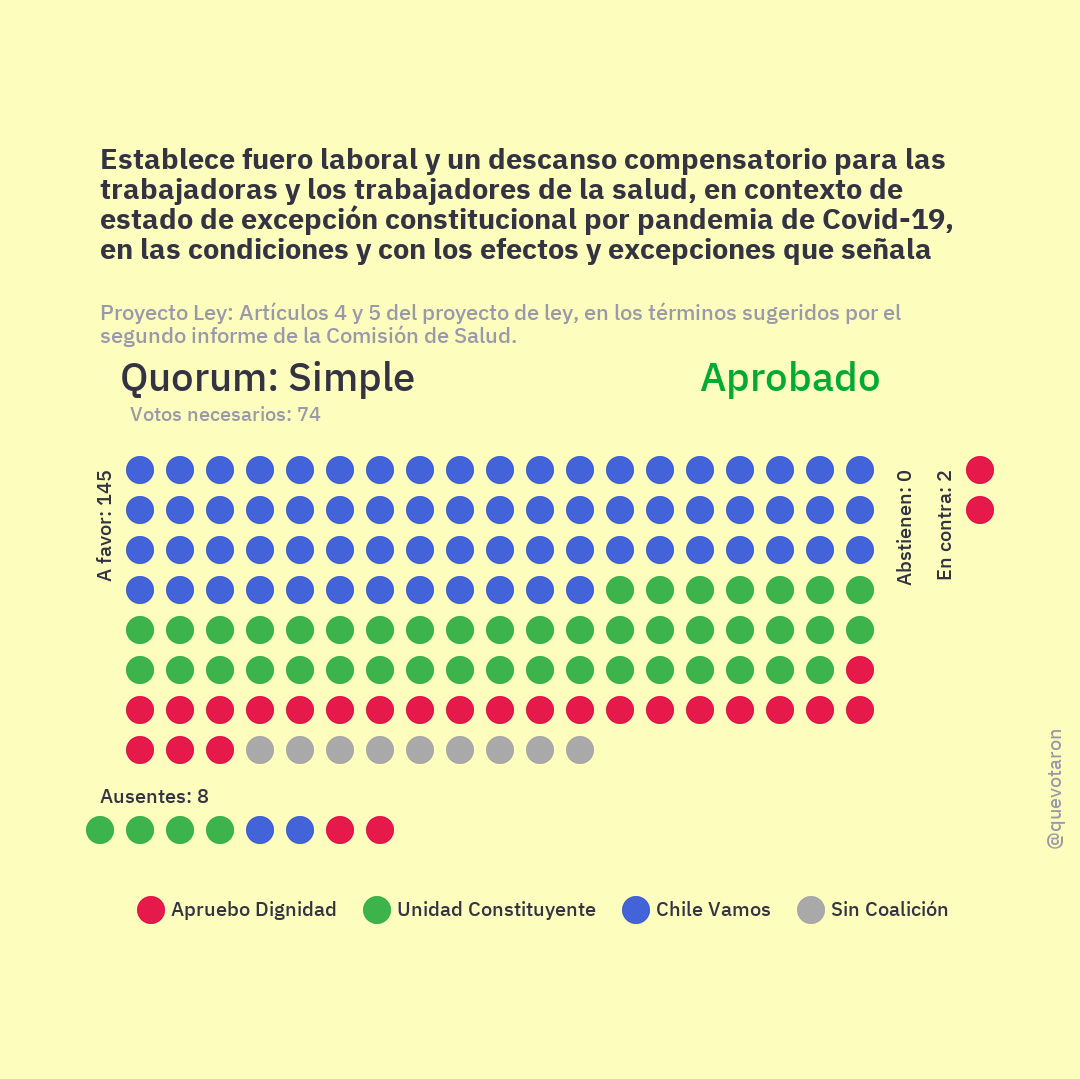 Establece fuero laboral y un descanso compensatorio para las
trabajadoras y los trabajadores de la salud, en contexto de
estado de excepción constitucional por pandemia de Covid-19,
en las condiciones y con los efectos y excepciones que señala
Proyecto Ley: Artículos 4 y 5 del proyecto de ley, en los términos sugeridos por el
segundo informe de la Comisión de Salud.
Quorum: Simple
Aprobado
Votos necesarios: 74
A favor: 145
Abstienen: 0
En contra: 2
Ausentes: 8
@quevotaron
Apruebo Dignidad
Unidad Constituyente
Chile Vamos
Sin Coalición